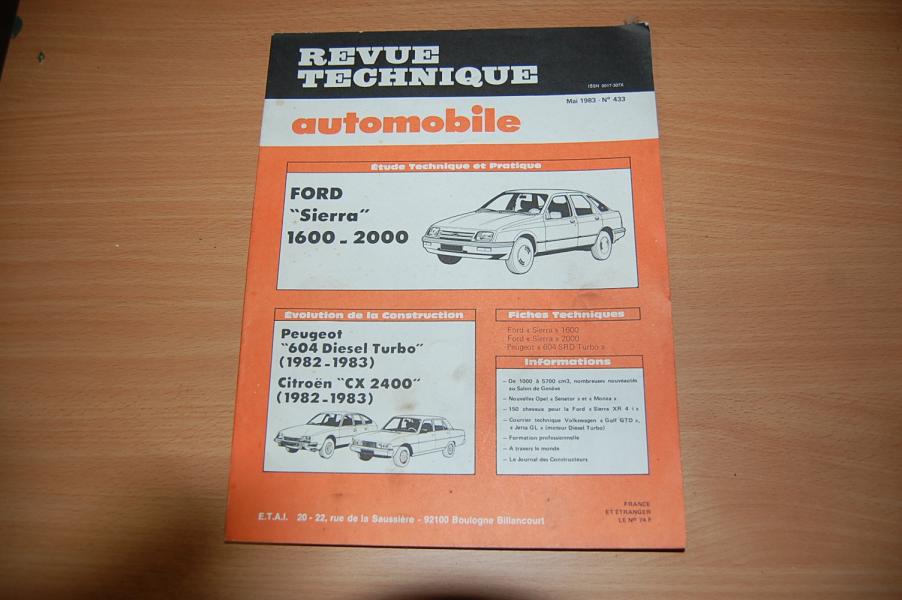 REVUE
TECHNIQUE
ISSN 0017-307X
Mai 1983 - N° 433
automobile
Étude Technique et Pratique
FORD
"Sierra"
1600 - 2000
Évolution de la Construction
Peugeot
"604 Diesel Turbo"
(1982-1983)
Citroën "CX 2400"
(1982-1983)
Fiches Techniques
Ford « Sierra » 1600
Ford « Sierra » 2000
Peugeot « 604 SRD Turbo »
Informations
— De 1000 à 5700 cm3, nombreuses nouveautés
au Salon de Genève
— Nouvelles Opel « Senator » et « Monza »
— 150 chevaux pour la Ford « Sierra XR 4 i »
— Courrier technique Volkswagen « Golf GTD »,
« Jetta GL » (moteur Diesel Turbo)
— Formation professionnelle
— A travers le monde
— Le Journal des Constructeurs
E.T.A.I. 20 - 22, rue de la Saussière - 92100 Boulogne Billancourt
FRANCE
ET ÉTRANGER
LE N° 74 F